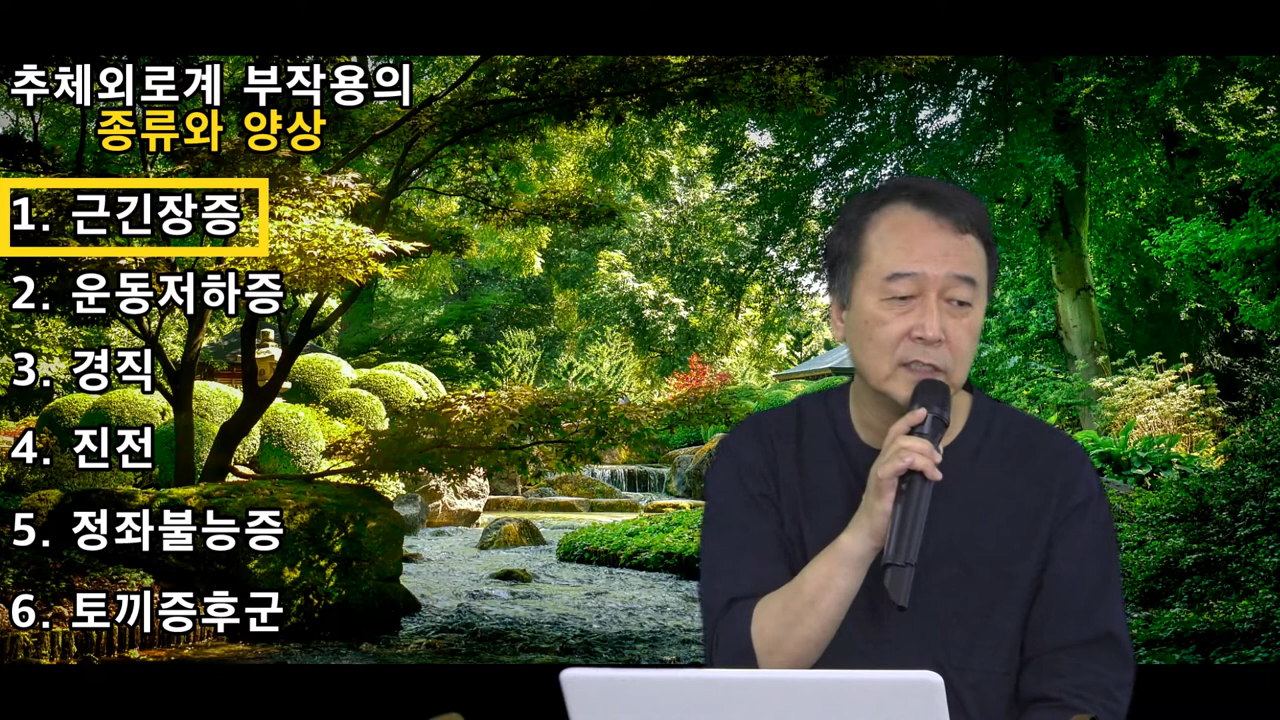 추체외로계 부작용의
종류와 양상
1. 근긴장증
2. 운동저하증
3. 경직
4. 진전
5. 정좌불능증
6. 토끼증후군